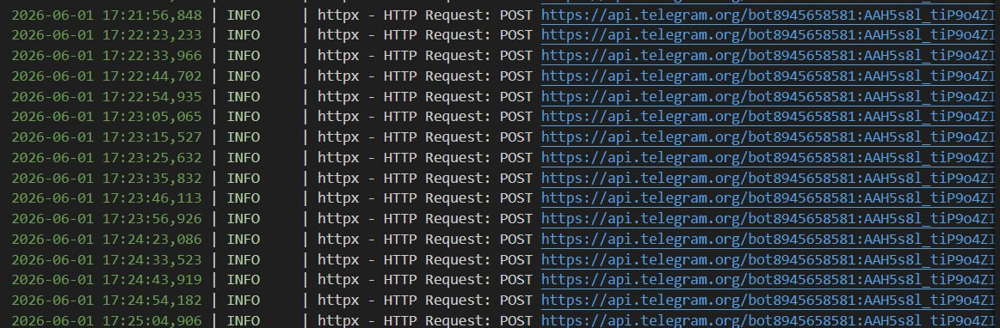 2026-06-01 17:21:56,848 | INFO     | httpx - HTTP Request: POST https://api.telegram.org/bot8945658581:AAH5s8l_tiP9o4ZI
2026-06-01 17:22:23,233 | INFO     | httpx - HTTP Request: POST https://api.telegram.org/bot8945658581:AAH5s8l_tiP9o4ZI
2026-06-01 17:22:33,966 | INFO     | httpx - HTTP Request: POST https://api.telegram.org/bot8945658581:AAH5s8l_tiP9o4ZI
2026-06-01 17:22:44,702 | INFO     | httpx - HTTP Request: POST https://api.telegram.org/bot8945658581:AAH5s8l_tiP9o4ZI
2026-06-01 17:22:54,935 | INFO     | httpx - HTTP Request: POST https://api.telegram.org/bot8945658581:AAH5s8l_tiP9o4ZI
2026-06-01 17:23:05,065 | INFO     | httpx - HTTP Request: POST https://api.telegram.org/bot8945658581:AAH5s8l_tiP9o4ZI
2026-06-01 17:23:15,527 | INFO     | httpx - HTTP Request: POST https://api.telegram.org/bot8945658581:AAH5s8l_tiP9o4ZI
2026-06-01 17:23:25,632 | INFO     | httpx - HTTP Request: POST https://api.telegram.org/bot8945658581:AAH5s8l_tiP9o4ZI
2026-06-01 17:23:35,832 | INFO     | httpx - HTTP Request: POST https://api.telegram.org/bot8945658581:AAH5s8l_tiP9o4ZI
2026-06-01 17:23:46,113 | INFO     | httpx - HTTP Request: POST https://api.telegram.org/bot8945658581:AAH5s8l_tiP9o4ZI
2026-06-01 17:23:56,926 | INFO     | httpx - HTTP Request: POST https://api.telegram.org/bot8945658581:AAH5s8l_tiP9o4ZI
2026-06-01 17:24:23,086 | INFO     | httpx - HTTP Request: POST https://api.telegram.org/bot8945658581:AAH5s8l_tiP9o4ZI
2026-06-01 17:24:33,523 | INFO     | httpx - HTTP Request: POST https://api.telegram.org/bot8945658581:AAH5s8l_tiP9o4ZI
2026-06-01 17:24:43,919 | INFO     | httpx - HTTP Request: POST https://api.telegram.org/bot8945658581:AAH5s8l_tiP9o4ZI
2026-06-01 17:24:54,182 | INFO     | httpx - HTTP Request: POST https://api.telegram.org/bot8945658581:AAH5s8l_tiP9o4ZI
2026-06-01 17:25:04,906 | INFO     | httpx - HTTP Request: POST https://api.telegram.org/bot8945658581:AAH5s8l_tiP9o4ZI